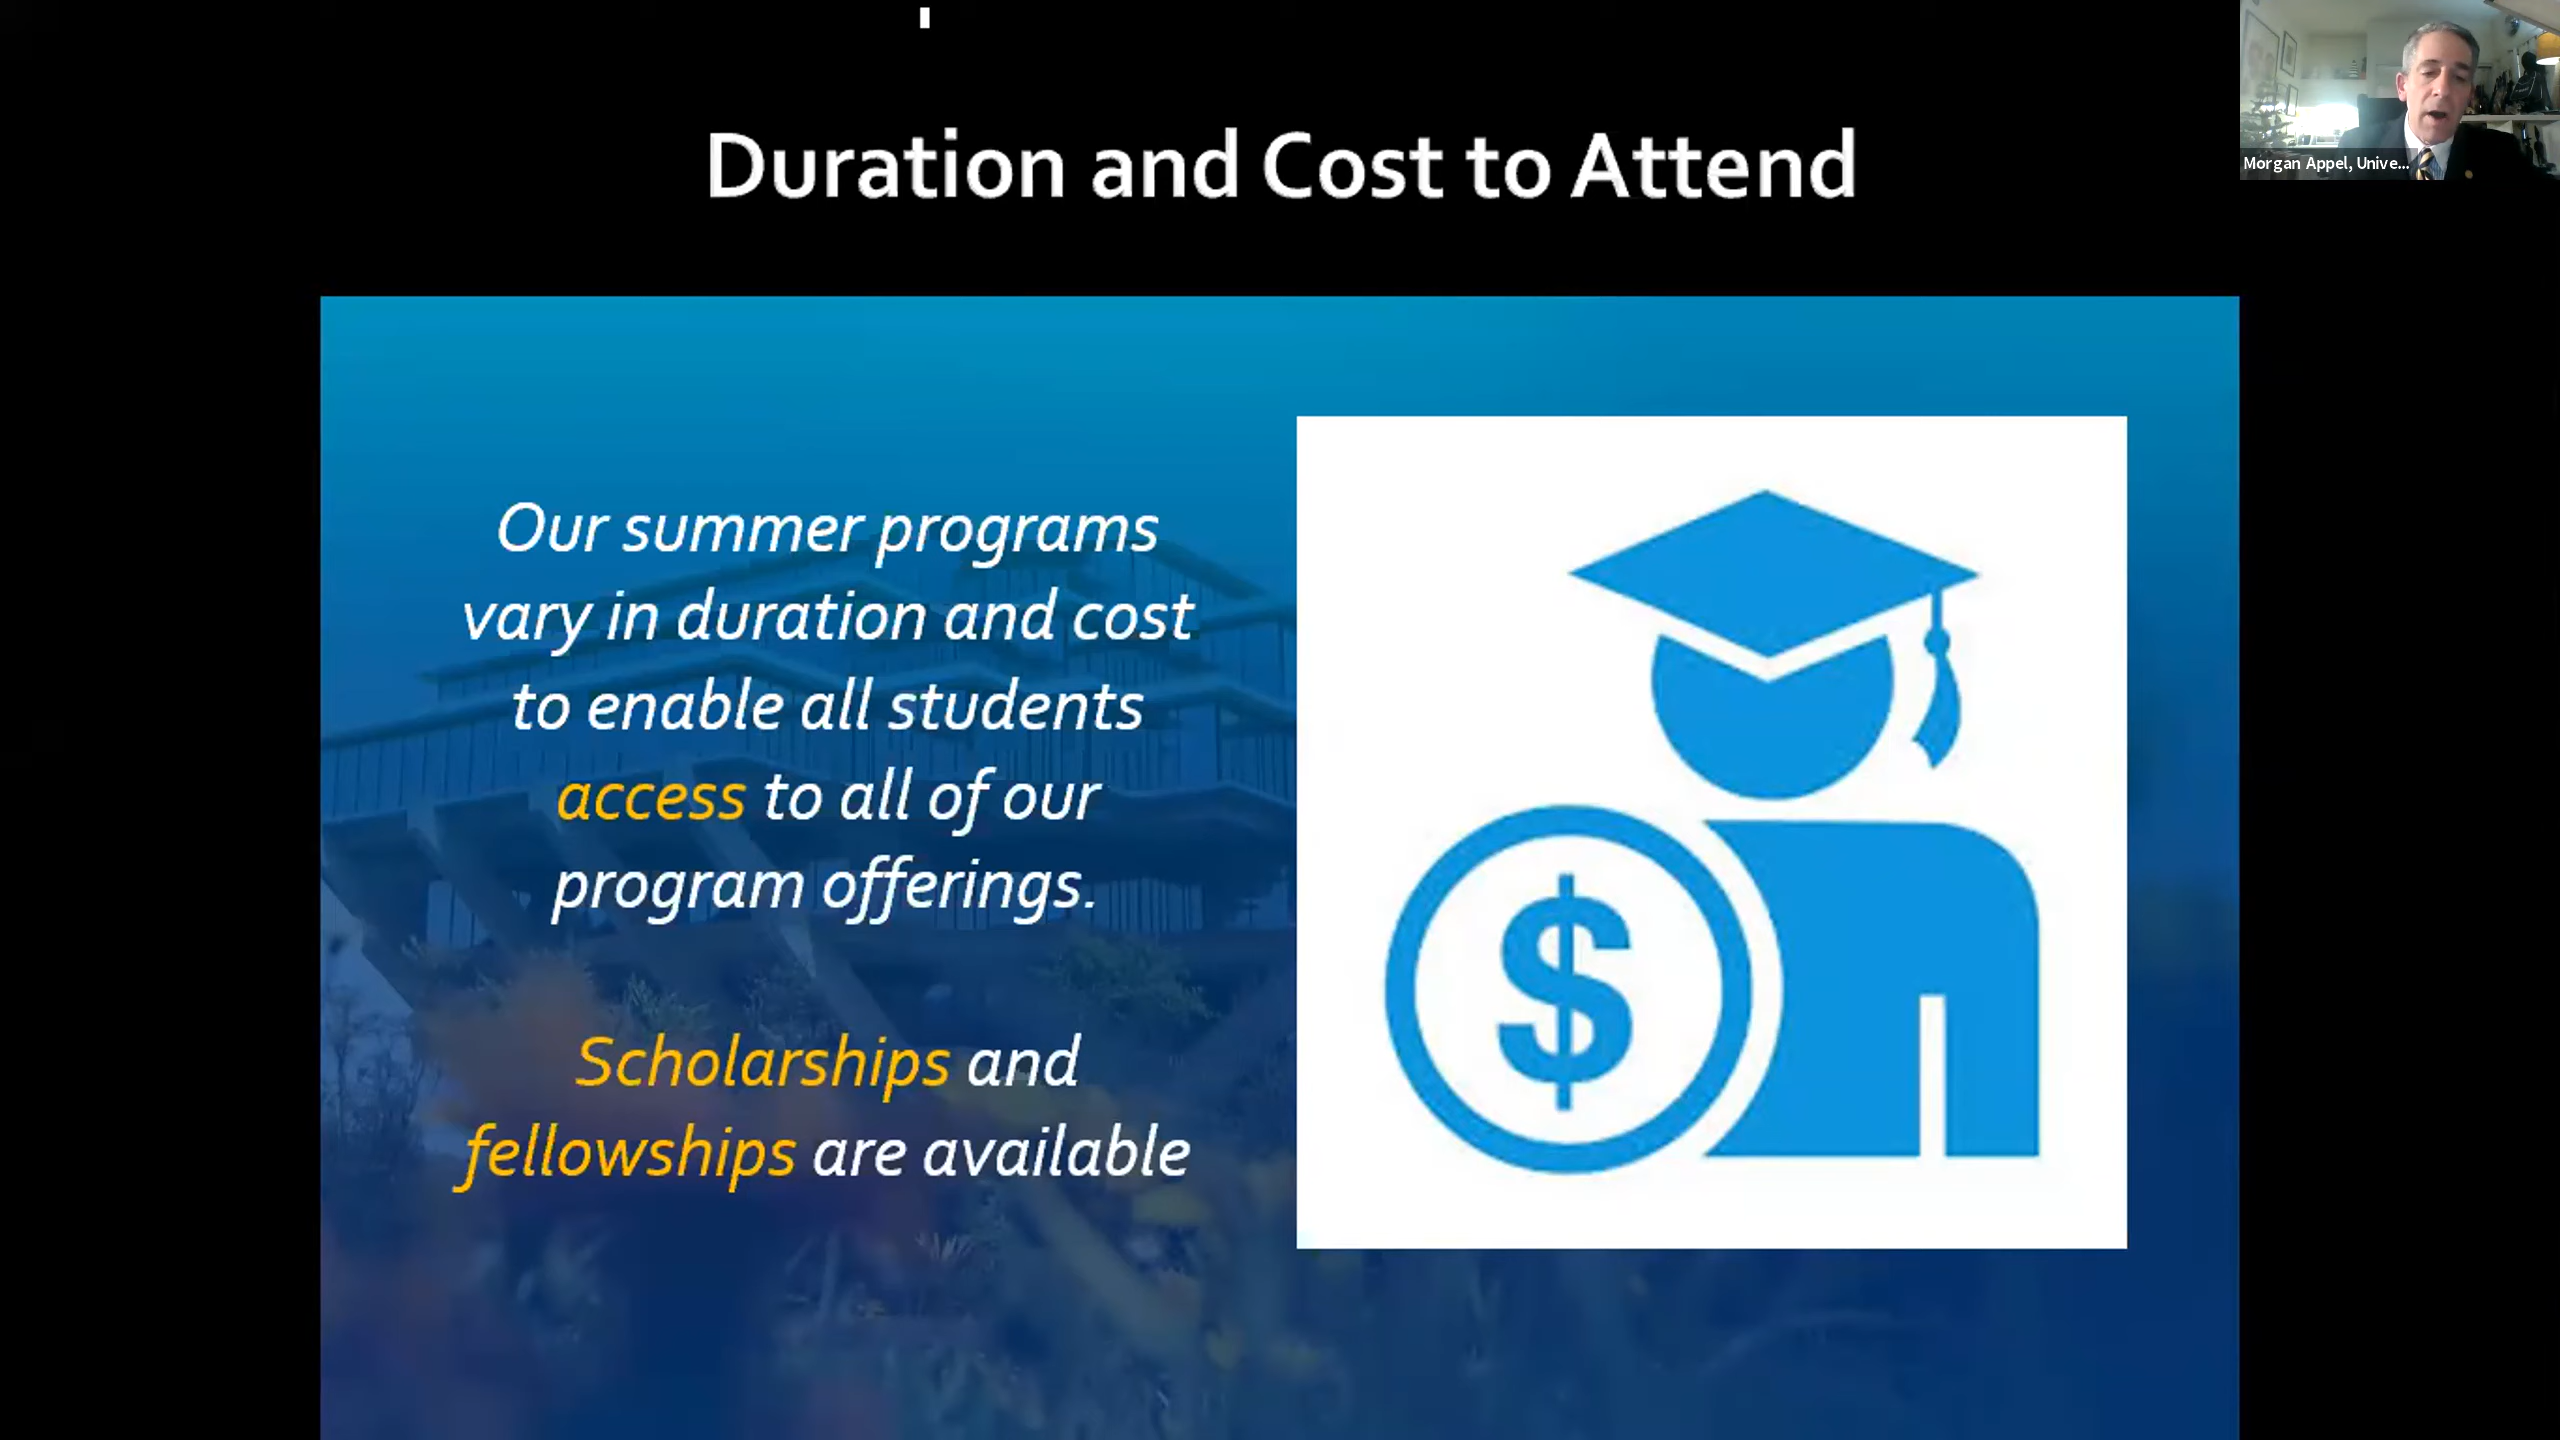 Duration and Cost to Attend
Morgan Appel, Unive...
Our summer programs
vary in duration and cost
to enable all students
access to all of our
program offerings.
Scholarships and
fellowships are available
$